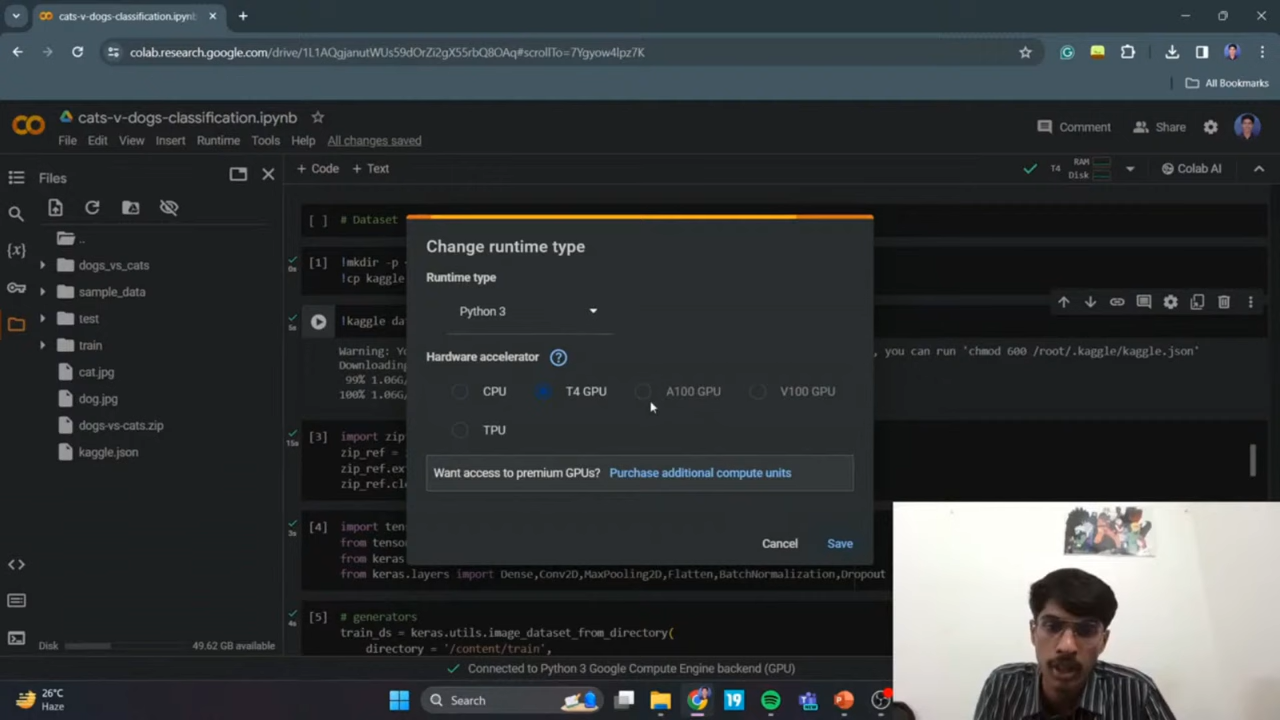 cats-v-dogs-classification.ipynb
colab.research.google.com/drive/1L1AQgjanutWUs59dOrZi2gX55rbQ8OAq#scrollTo=7Ygyow4lpz7K
All Bookmarks
cats-v-dogs-classification.ipynb
File Edit View Insert Runtime Tools Help All changes saved
Comment Share
Files
+ Code + Text
T4 RAM Disk Colab AI
..
dogs_vs_cats
sample_data
test
train
cat.jpg
dog.jpg
dogs-vs-cats.zip
kaggle.json
Disk 49.62 GB available
[ ] # Dataset
[1] !mkdir -p
0s
!cp kaggle
5s
!kaggle da
Warning: Yo , you can run 'chmod 600 /root/.kaggle/kaggle.json'
Downloading
99% 1.06G/
100% 1.06G
[3] import zip
15s
zip_ref =
zip_ref.ex
zip_ref.cl
[4] import ten
3s
from tenso
from keras
from keras.layers import Dense,Conv2D,MaxPooling2D,Flatten,BatchNormalization,Dropout
[5] # generators
4s
train_ds = keras.utils.image_dataset_from_directory(
directory = '/content/train',
Change runtime type
Runtime type
Python 3
Hardware accelerator ?
CPU T4 GPU A100 GPU V100 GPU
TPU
Want access to premium GPUs? Purchase additional compute units
Cancel Save
Connected to Python 3 Google Compute Engine backend (GPU)
26°C
Haze
Search
19